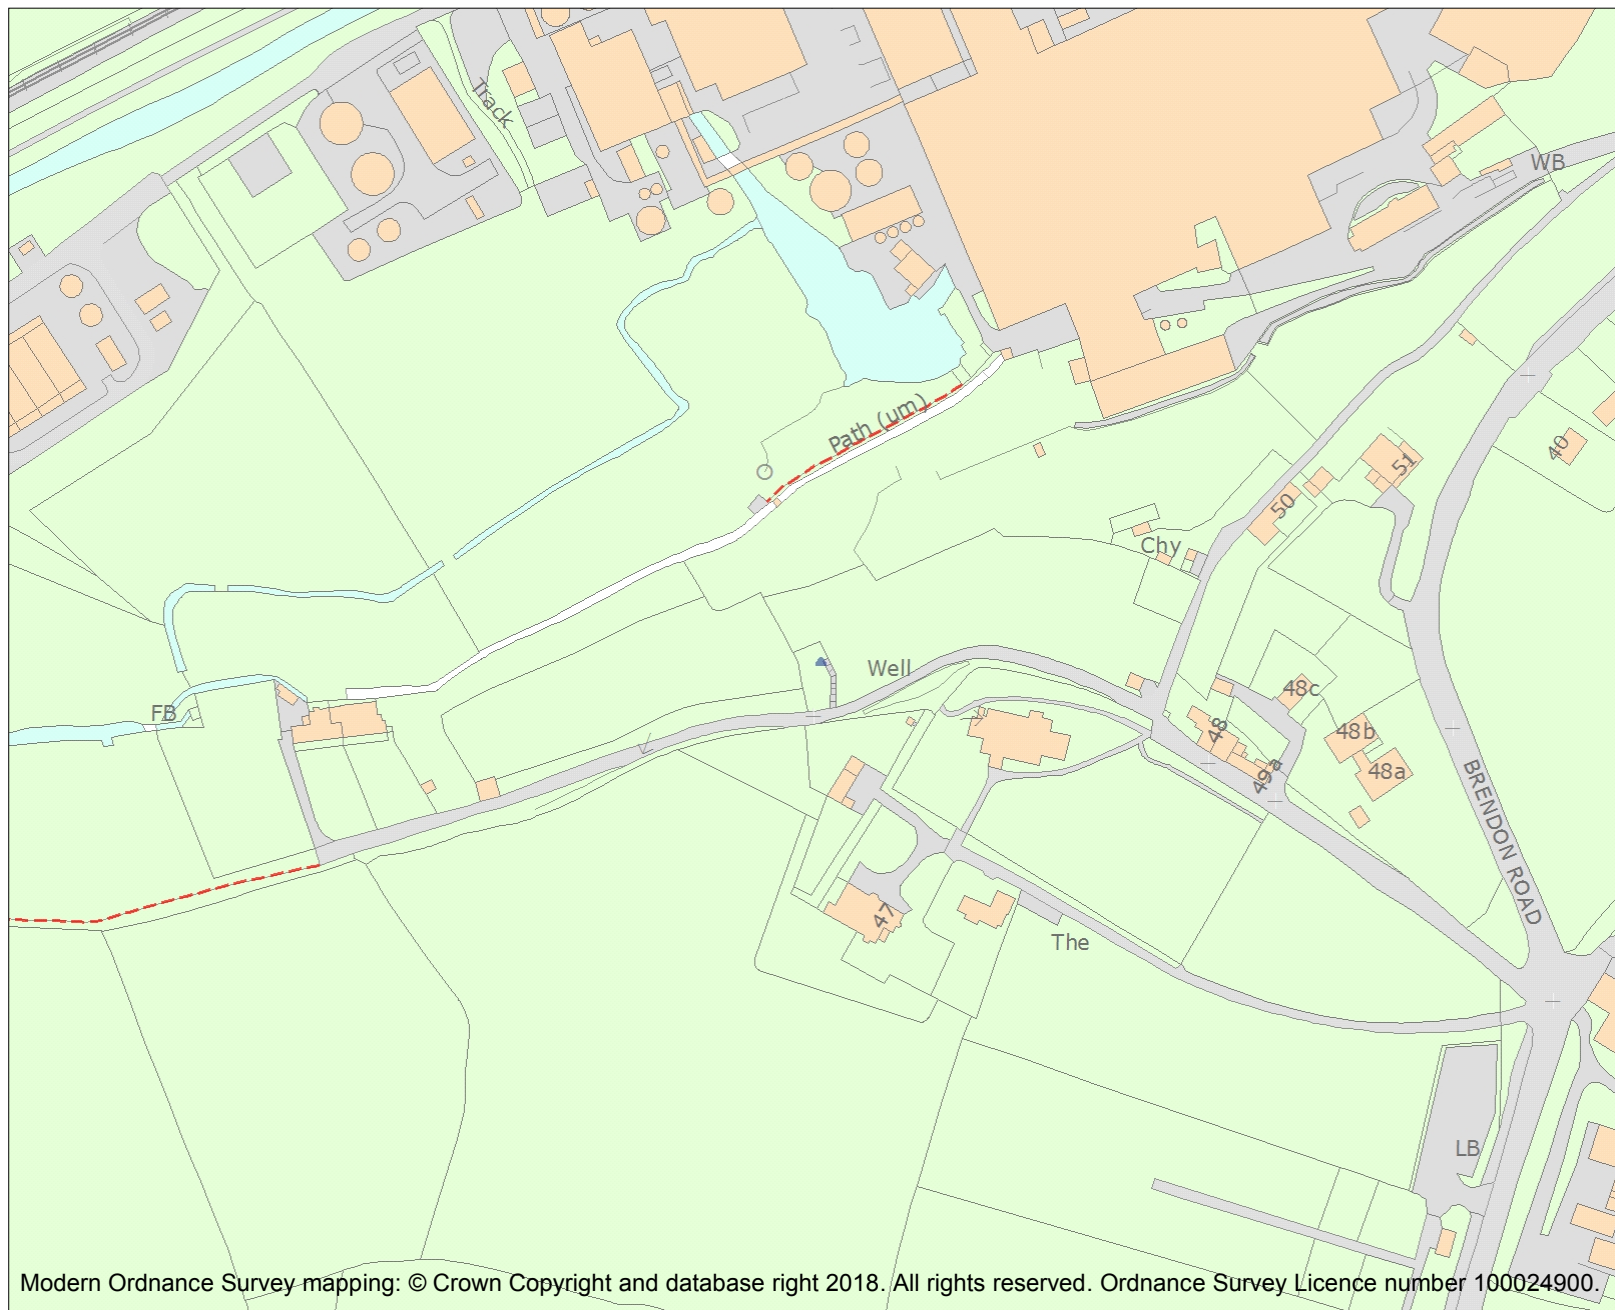 Track
WB
Path (um)
40
51
50
Chy
Well
48c
FB
48
48b
49a
48a
BRENDON ROAD
47
The
LB
Modern Ordnance Survey mapping: © Crown Copyright and database right 2018. All rights reserved. Ordnance Survey Licence number 100024900.